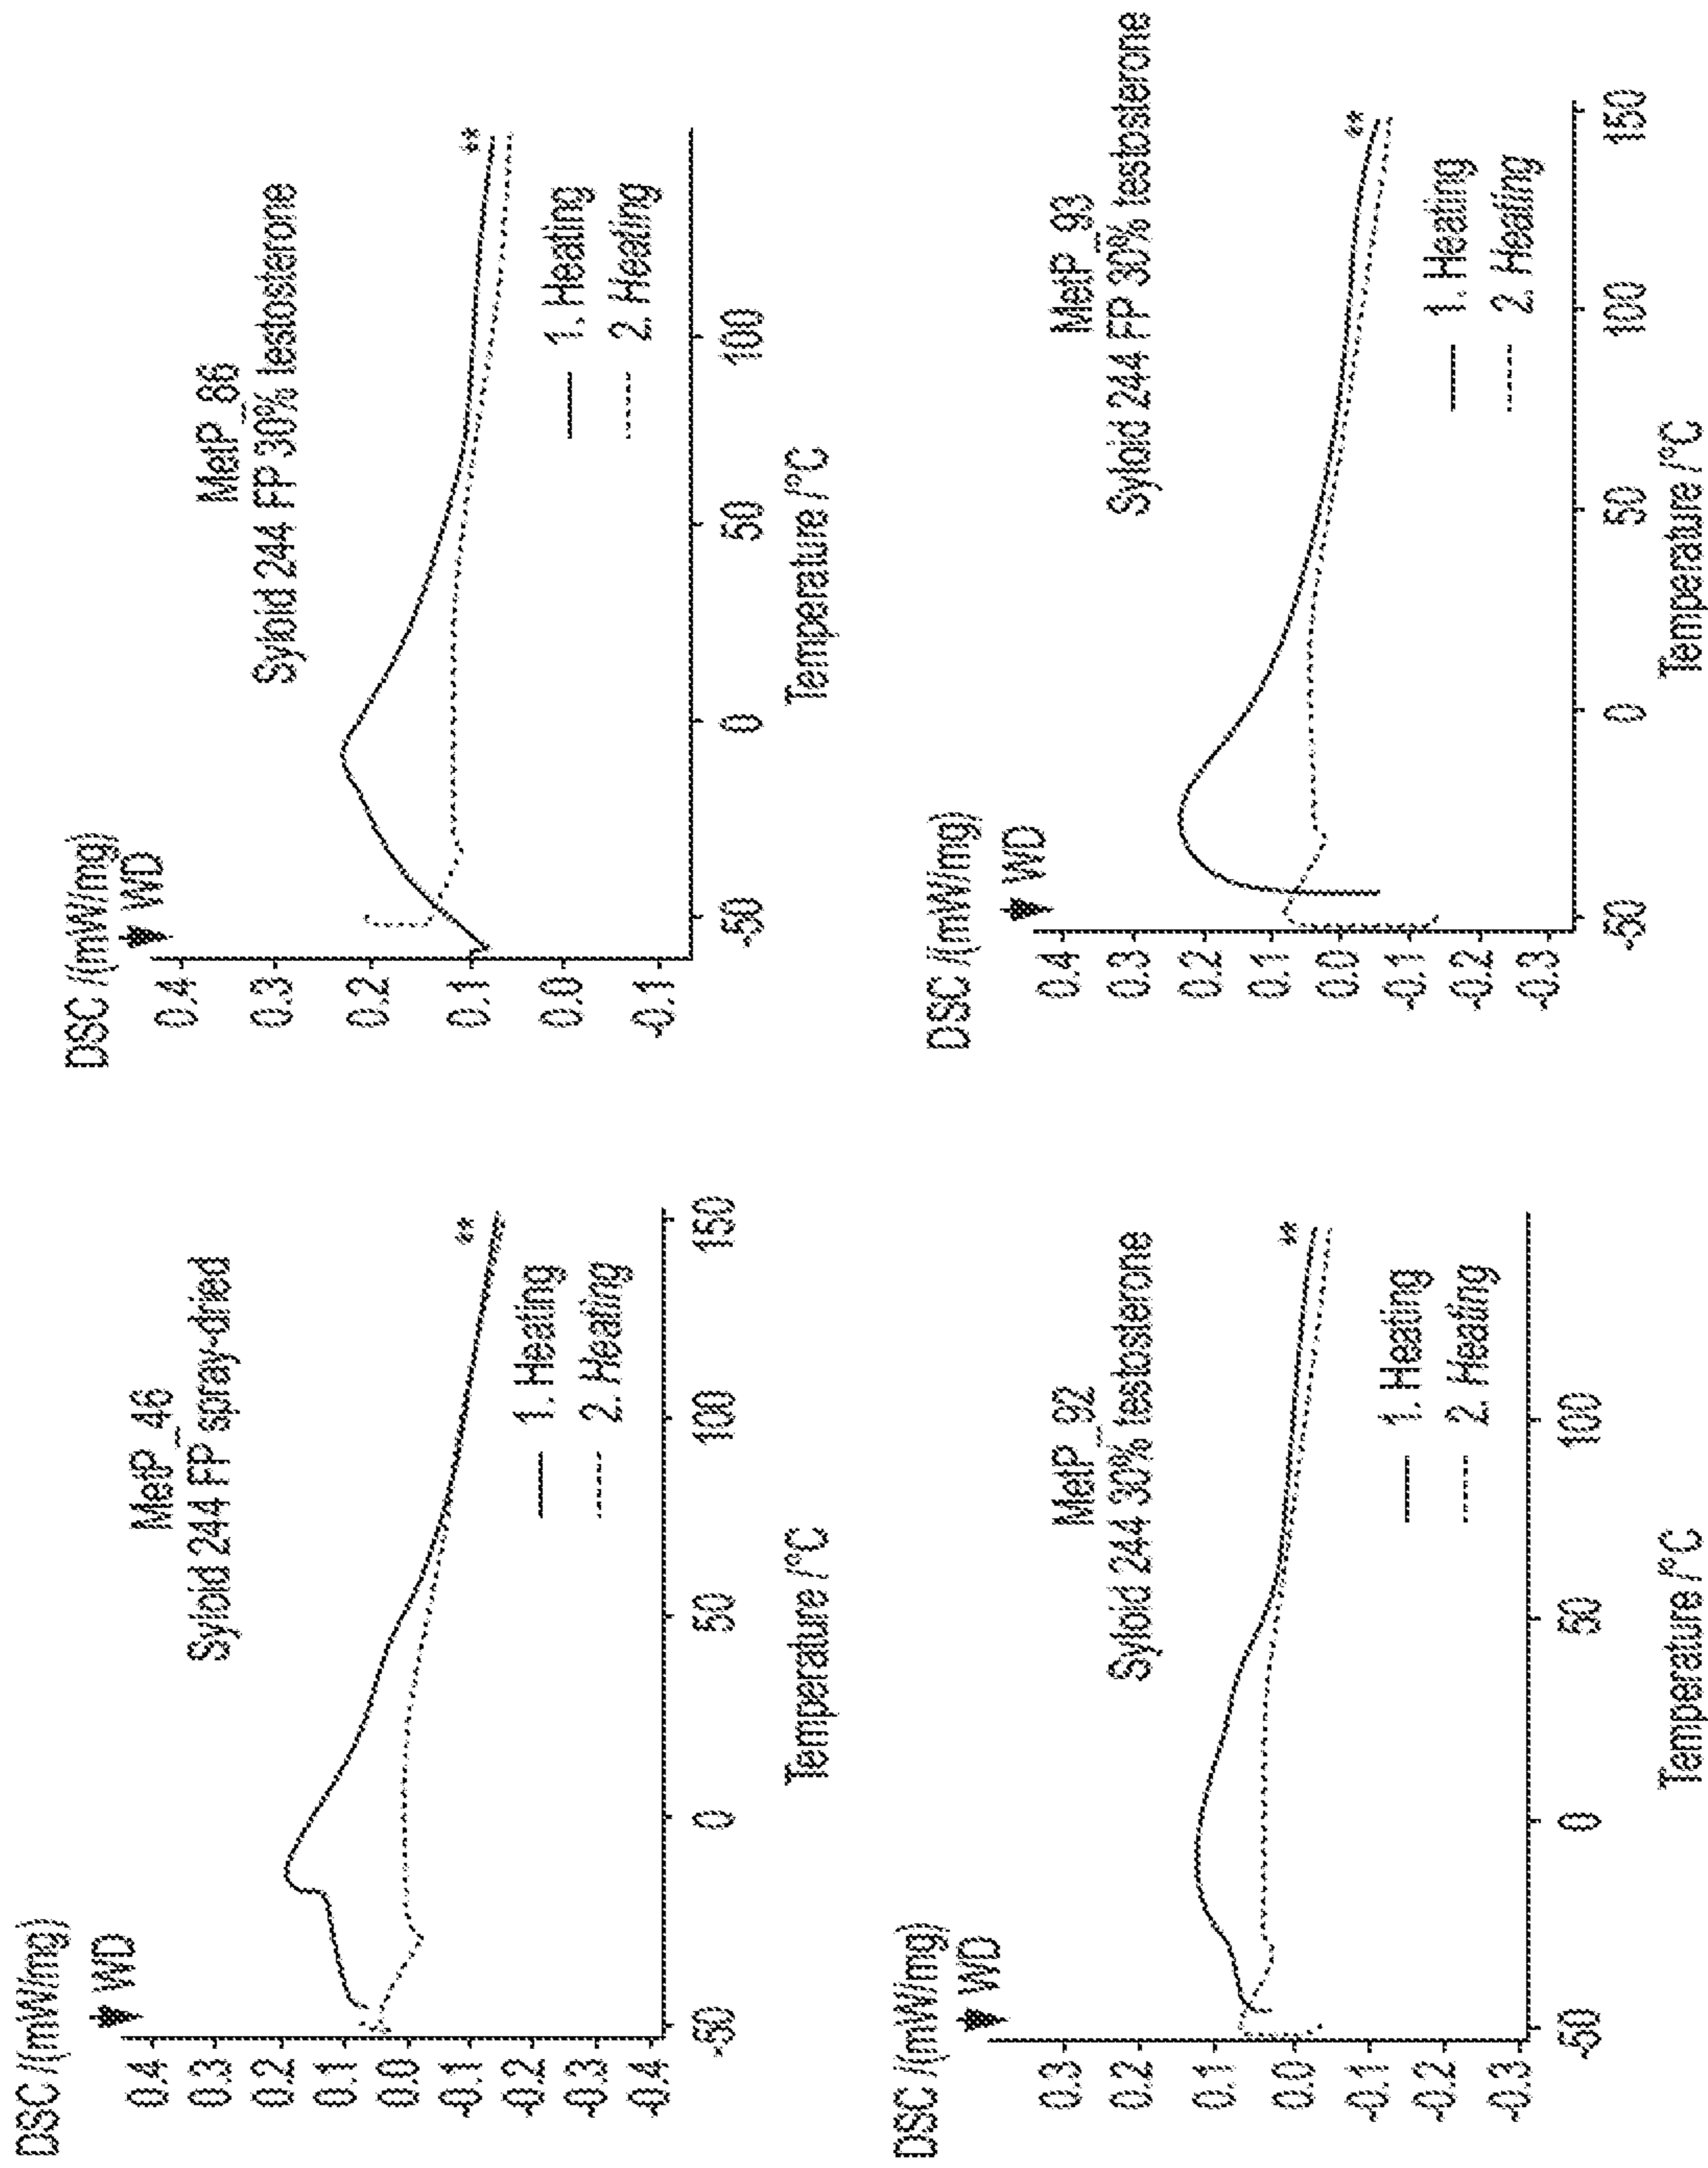 DSC /(mW/mg)
WD
MetP_46
Syloid 244 FP spray-dried
0.4
0.3
0.2
0.1
0.0
-0.1
-0.2
-0.3
-0.4
**
1. Heating
2. Heating
-50 0 50 100 150
Temperature /°C
DSC /(mW/mg)
WD
MetP_86
Syloid 244 FP 30% testosterone
0.4
0.3
0.2
0.1
0.0
-0.1
**
1. Heating
2. Heating
-50 0 50 100
Temperature /°C
DSC /(mW/mg)
WD
MetP_92
Syloid 244 30% testosterone
0.3
0.2
0.1
0.0
-0.1
-0.2
-0.3
**
1. Heating
2. Heating
-50 0 50 100
Temperature /°C
DSC /(mW/mg)
WD
MetP_93
Syloid 244 FP 30% testosterone
0.4
0.3
0.2
0.1
0.0
-0.1
-0.2
-0.3
**
1. Heating
2. Heating
-50 0 50 100 150
Temperature /°C